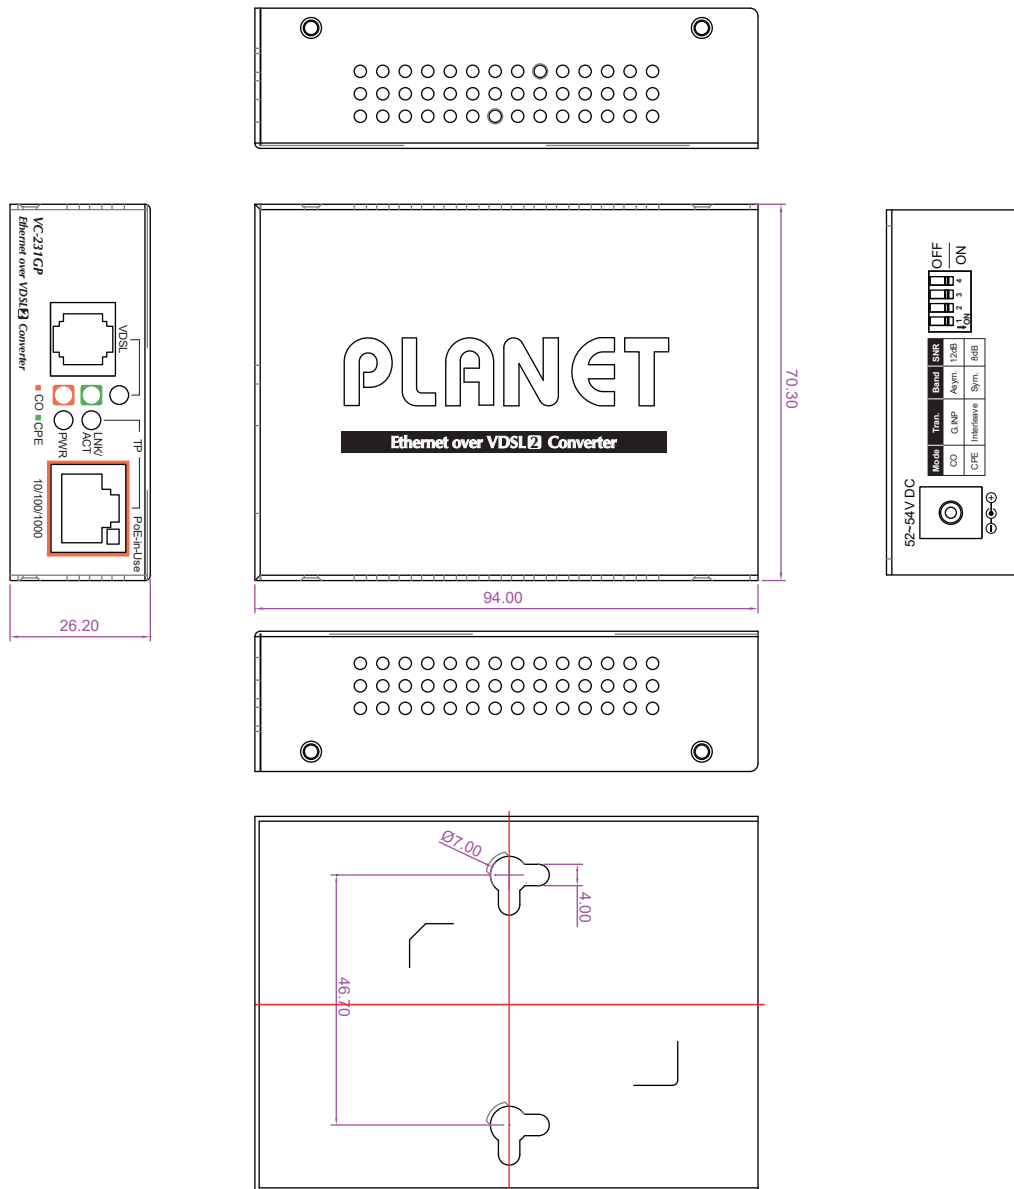 VC-231GP
Ethernet over VDSL2 Converter
VDSL
CO CPE
PWR
LNK/
ACT
TP
10/100/1000
PoE-in-Use
26.20
PLANET
Ethernet over VDSL2 Converter
70.30
94.00
OFF
ON
1 2 3 4
ON
Mode Tran. Band SNR
CO G.INP Asym. 12dB
CPE Interleave Sym. 8dB
52~54V DC
Ø7.00
4.00
46.70